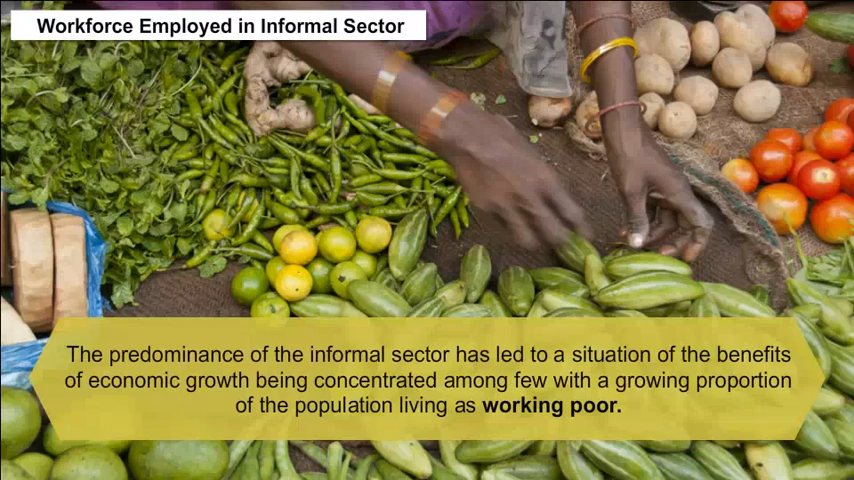 Workforce Employed in Informal Sector
The predominance of the informal sector has led to a situation of the benefits
of economic growth being concentrated among few with a growing proportion
of the population living as working poor.